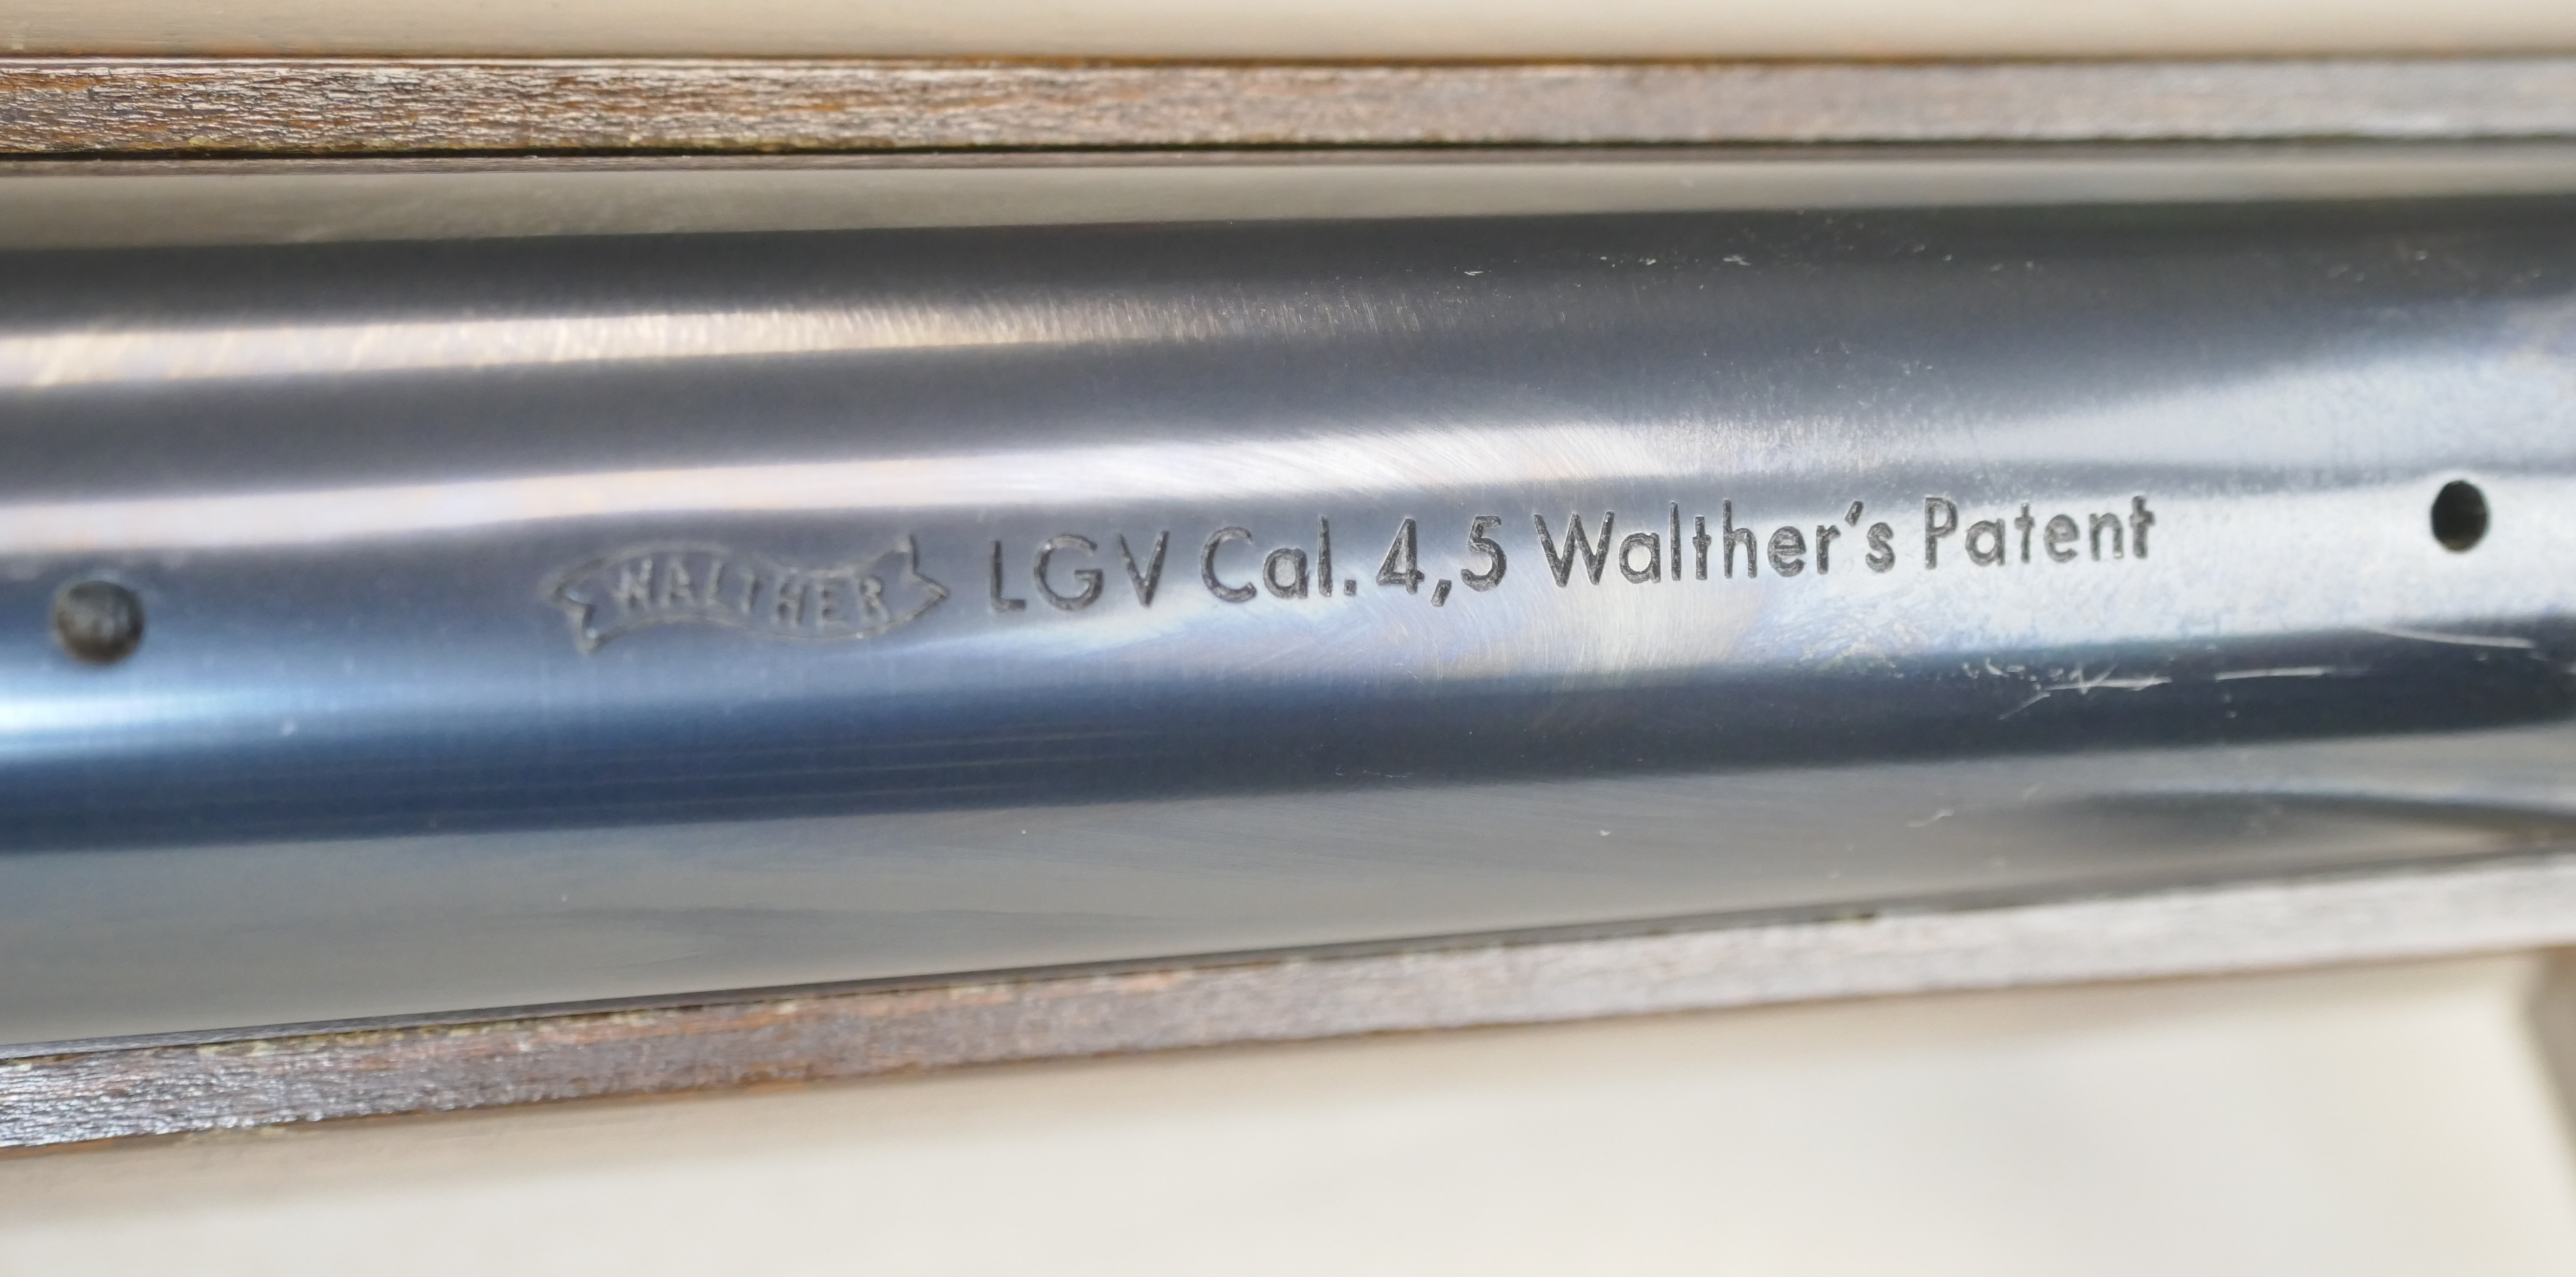 WALTHER LGV Cal. 4,5 Walther's Patent